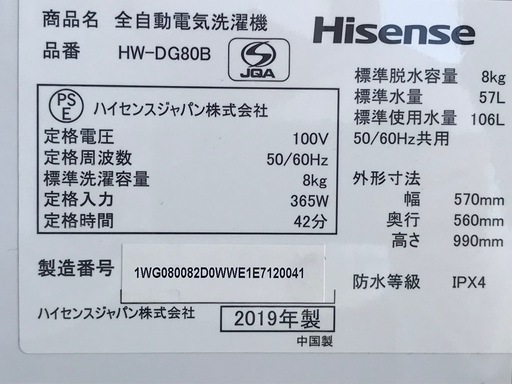 商品名 全自動電気洗濯機
品番 HW-DG80B
JQA
Hisense
PS
E
ハイセンスジャパン株式会社
定格電圧 100V
定格周波数 50/60Hz
標準洗濯容量 8kg
定格入力 365W
定格時間 42分
標準脱水容量 8kg
標準水量 57L
標準使用水量 106L
50/60Hz共用
外形寸法
幅 570mm
奥行 560mm
高さ 990mm
製造番号 1WG080082D0WWE1E7120041
防水等級 IPX4
ハイセンスジャパン株式会社 2019年製
中国製